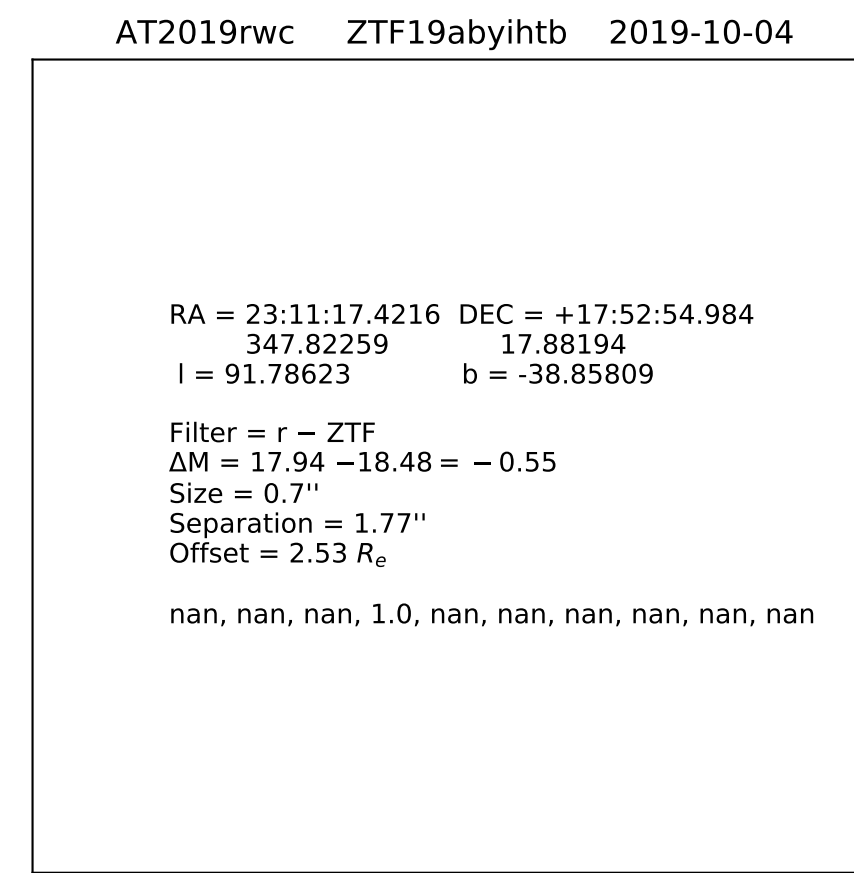 AT2019rwc ZTF19abyihtb 2019-10-04
RA = 23:11:17.4216 DEC = +17:52:54.984
347.82259 17.88194
l = 91.78623 b = -38.85809
Filter = r − ZTF
ΔM = 17.94 −18.48 = − 0.55
Size = 0.7''
Separation = 1.77''
Offset = 2.53 Re
nan, nan, nan, 1.0, nan, nan, nan, nan, nan, nan